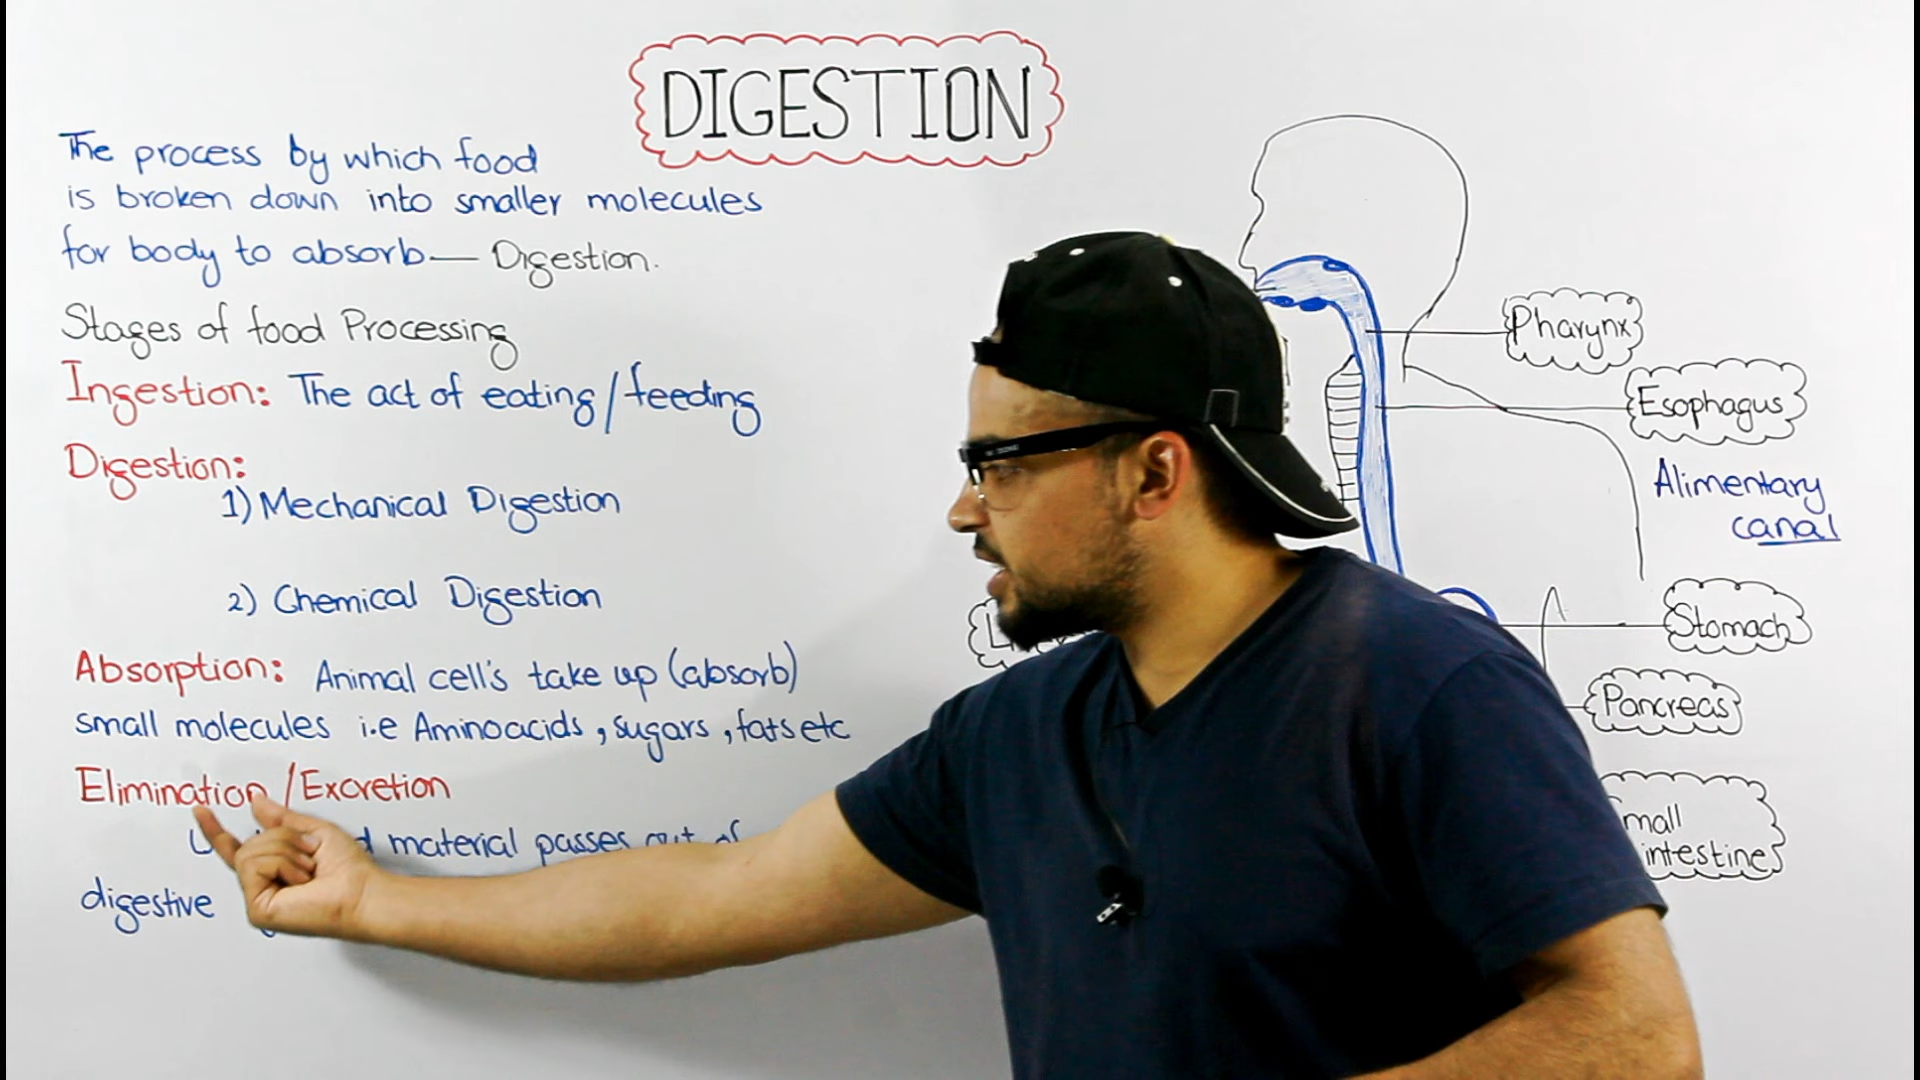 DIGESTION
The process by which food
is broken down into smaller molecules
for body to absorb — Digestion.
Stages of food Processing
Ingestion: The act of eating/feeding
Digestion:
1) Mechanical Digestion
2) Chemical Digestion
Absorption: Animal cell's take up (absorb)
small molecules i.e Aminoacids, sugars, fats etc
Elimination/Excretion
material passes out of
digestive
Pharynx
Esophagus
Alimentary
canal
Stomach
Pancreas
intestine